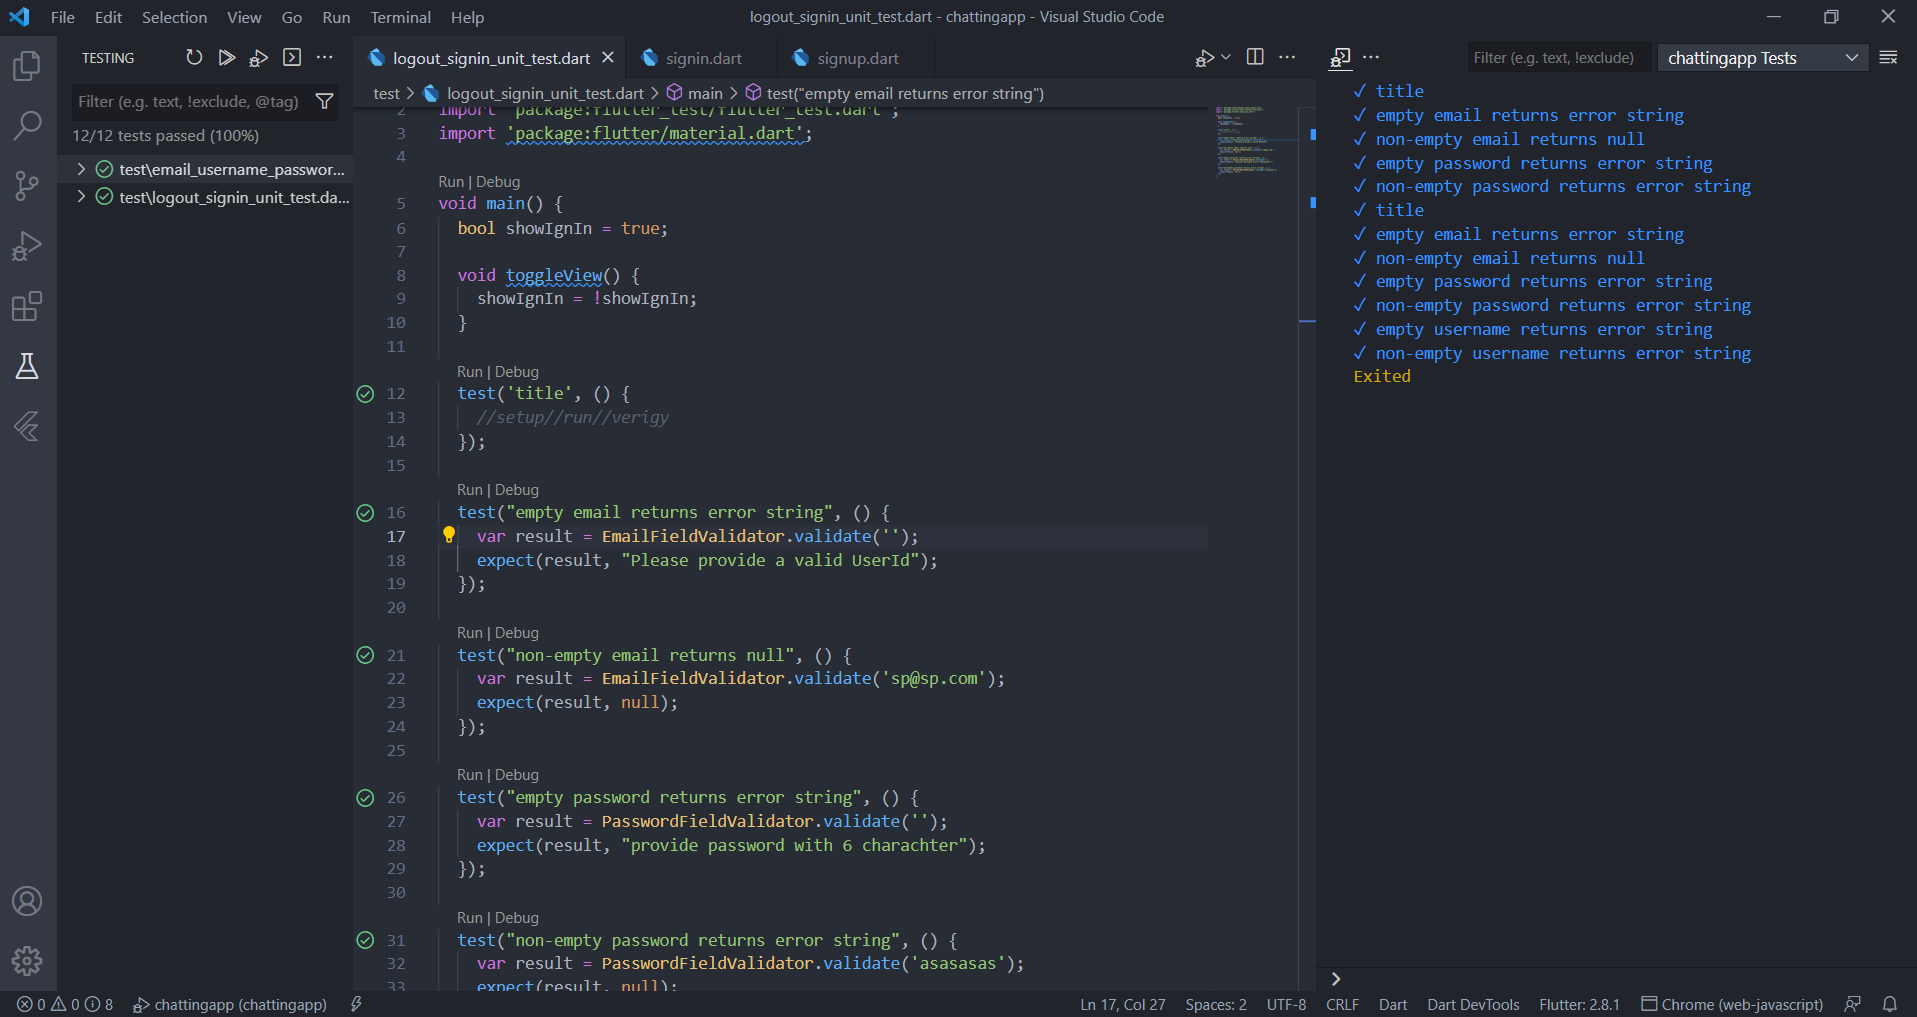 File Edit Selection View Go Run Terminal Help
logout_signin_unit_test.dart - chattingapp - Visual Studio Code
TESTING
Filter (e.g. text, !exclude, @tag)
12/12 tests passed (100%)
test\email_username_passwor...
test\logout_signin_unit_test.da...
logout_signin_unit_test.dart signin.dart signup.dart
test > logout_signin_unit_test.dart > main > test("empty email returns error string")
2 import 'package:flutter_test/flutter_test.dart';
3 import 'package:flutter/material.dart';
4
Run | Debug
5 void main() {
6 bool showIgnIn = true;
7
8 void toggleView() {
9 showIgnIn = !showIgnIn;
10 }
11
Run | Debug
12 test('title', () {
13 //setup//run//verigy
14 });
15
Run | Debug
16 test("empty email returns error string", () {
17 var result = EmailFieldValidator.validate('');
18 expect(result, "Please provide a valid UserId");
19 });
20
Run | Debug
21 test("non-empty email returns null", () {
22 var result = EmailFieldValidator.validate('sp@sp.com');
23 expect(result, null);
24 });
25
Run | Debug
26 test("empty password returns error string", () {
27 var result = PasswordFieldValidator.validate('');
28 expect(result, "provide password with 6 charachter");
29 });
30
Run | Debug
31 test("non-empty password returns error string", () {
32 var result = PasswordFieldValidator.validate('asasasas');
33 expect(result, null);
Filter (e.g. text, !exclude) chattingapp Tests
✓ title
✓ empty email returns error string
✓ non-empty email returns null
✓ empty password returns error string
✓ non-empty password returns error string
✓ title
✓ empty email returns error string
✓ non-empty email returns null
✓ empty password returns error string
✓ non-empty password returns error string
✓ empty username returns error string
✓ non-empty username returns error string
Exited
0 0 8 chattingapp (chattingapp)
Ln 17, Col 27 Spaces: 2 UTF-8 CRLF Dart Dart DevTools Flutter: 2.8.1 Chrome (web-javascript)